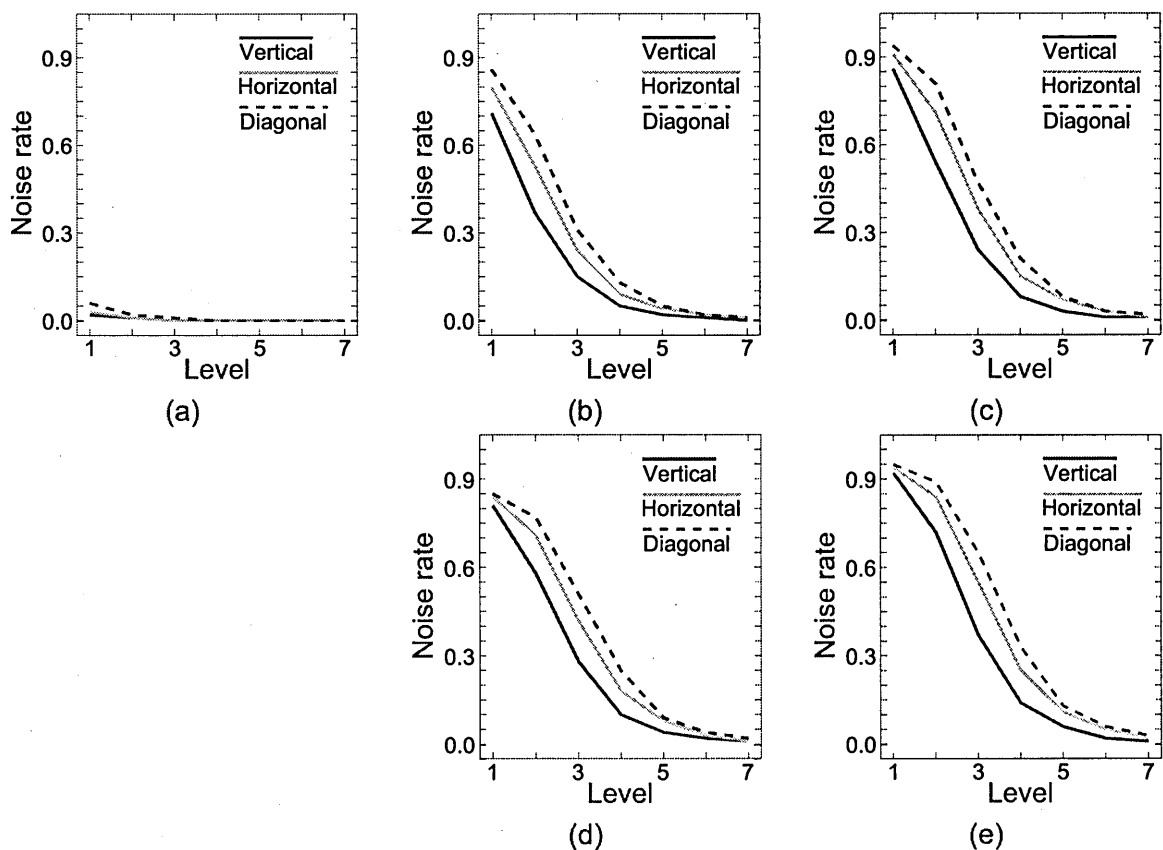 0.9
0.6
0.3
0.0
Noise rate
Vertical
Horizontal
Diagonal
1 3 5 7
Level
(a)
0.9
0.6
0.3
0.0
Noise rate
Vertical
Horizontal
Diagonal
1 3 5 7
Level
(b)
0.9
0.6
0.3
0.0
Noise rate
Vertical
Horizontal
Diagonal
1 3 5 7
Level
(c)
0.9
0.6
0.3
0.0
Noise rate
Vertical
Horizontal
Diagonal
1 3 5 7
Level
(d)
0.9
0.6
0.3
0.0
Noise rate
Vertical
Horizontal
Diagonal
1 3 5 7
Level
(e)